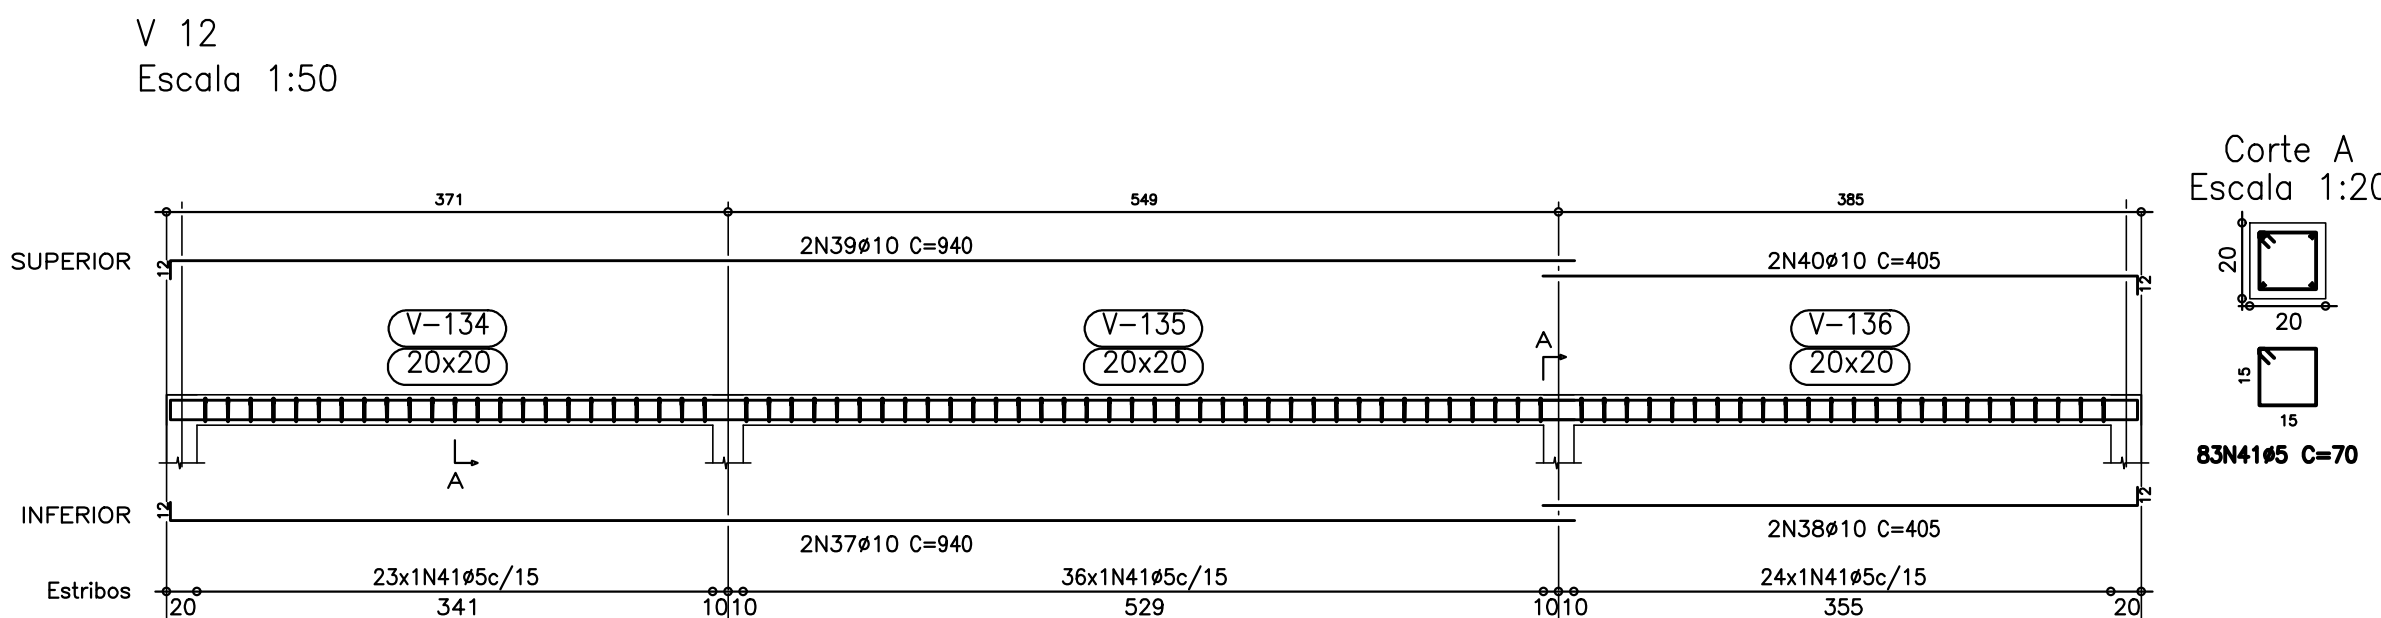 V 12
Escala 1:50
Corte A
Escala 1:20
371
549
385
2N39ø10 C=940
SUPERIOR
12
2N40ø10 C=405
12
20
20
V-134
20x20
V-135
20x20
V-136
20x20
A
15
15
83N41ø5 C=70
A
12
INFERIOR
12
2N38ø10 C=405
2N37ø10 C=940
Estribos
23x1N41ø5c/15
36x1N41ø5c/15
24x1N41ø5c/15
20
341
10
10
529
10
10
355
20